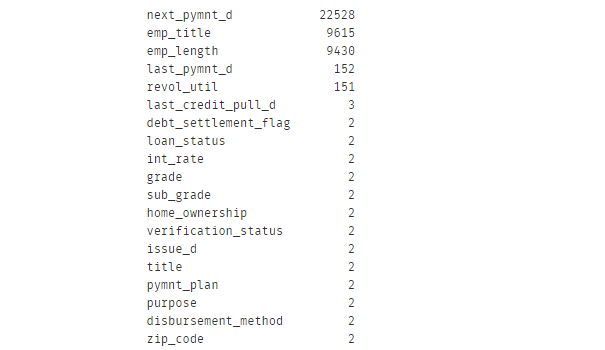 next_pymnt_d 22528
emp_title 9615
emp_length 9430
last_pymnt_d 152
revol_util 151
last_credit_pull_d 3
debt_settlement_flag 2
loan_status 2
int_rate 2
grade 2
sub_grade 2
home_ownership 2
verification_status 2
issue_d 2
title 2
pymnt_plan 2
purpose 2
disbursement_method 2
zip_code 2